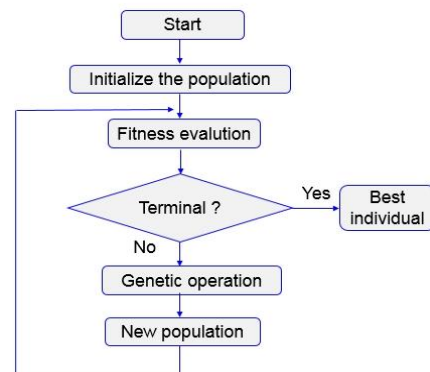 Start
Initialize the population
Fitness evalution
Terminal ?
Yes
Best
individual
No
Genetic operation
New population